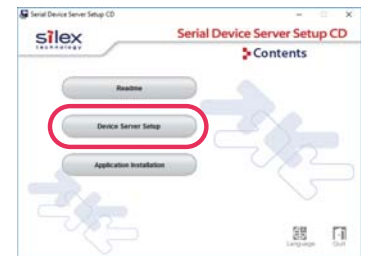 Serial Device Server Setup CD
silex
technology
Serial Device Server Setup CD
Contents
Readme
Device Server Setup
Application Installation
Language
Quit